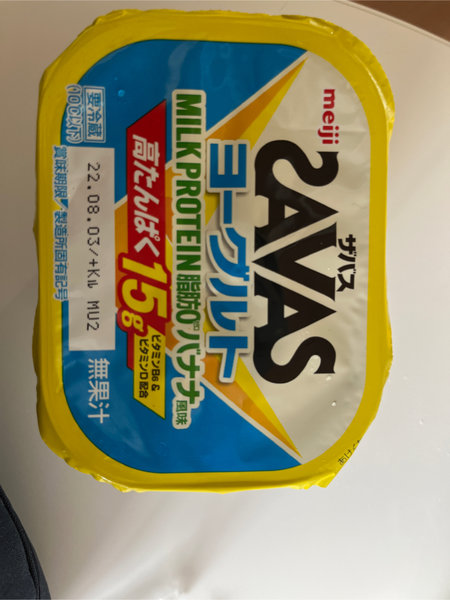 meiji
ザバス
SAVAS
ヨーグルト
MILK PROTEIN 脂肪0 バナナ風味
高たんぱく15g
ビタミンB6&
ビタミンD配合
要冷蔵
(10℃以下)
賞味期限/製造所固有記号
22.08.03/+Kル MU2
無果汁